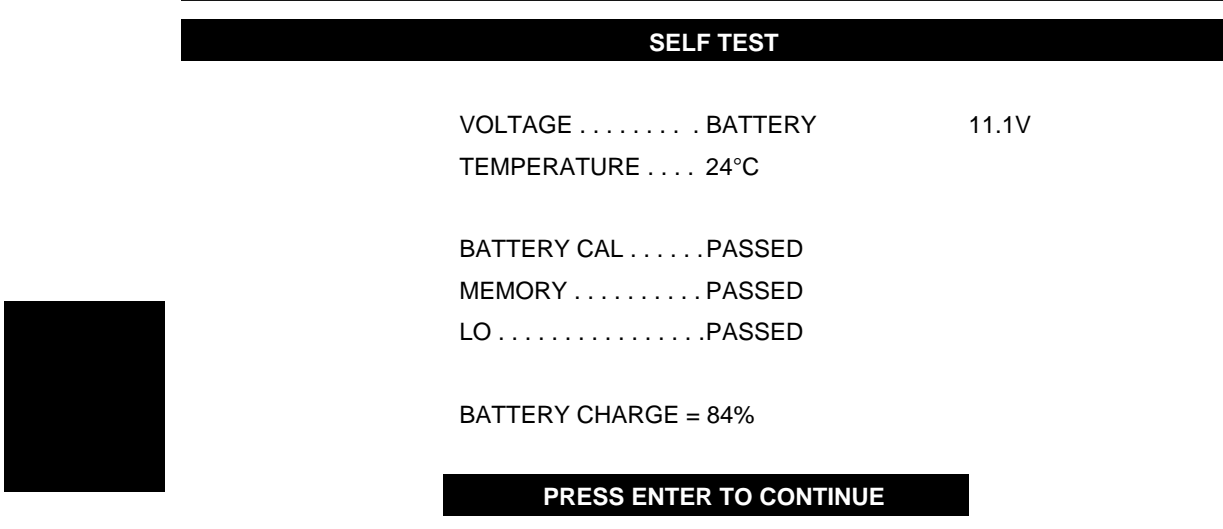 SELF TEST
VOLTAGE . . . . . . . . . BATTERY 11.1V
TEMPERATURE . . . . 24°C
BATTERY CAL . . . . . . PASSED
MEMORY . . . . . . . . . . PASSED
LO . . . . . . . . . . . . . . . . PASSED
BATTERY CHARGE = 84%
PRESS ENTER TO CONTINUE